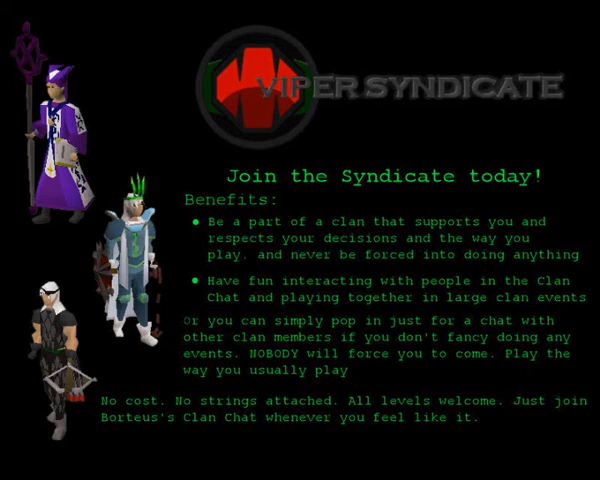 VIPER SYNDICATE
Join the Syndicate today!
Benefits:
Be a part of a clan that supports you and
respects your decisions and the way you
play. and never be forced into doing anything
Have fun interacting with people in the Clan
Chat and playing together in large clan events
Or you can simply pop in just for a chat with
other clan members if you don't fancy doing any
events. NOBODY will force you to come. Play the
way you usually play
No cost. No strings attached. All levels welcome. Just join
Borteus's Clan Chat whenever you feel like it.